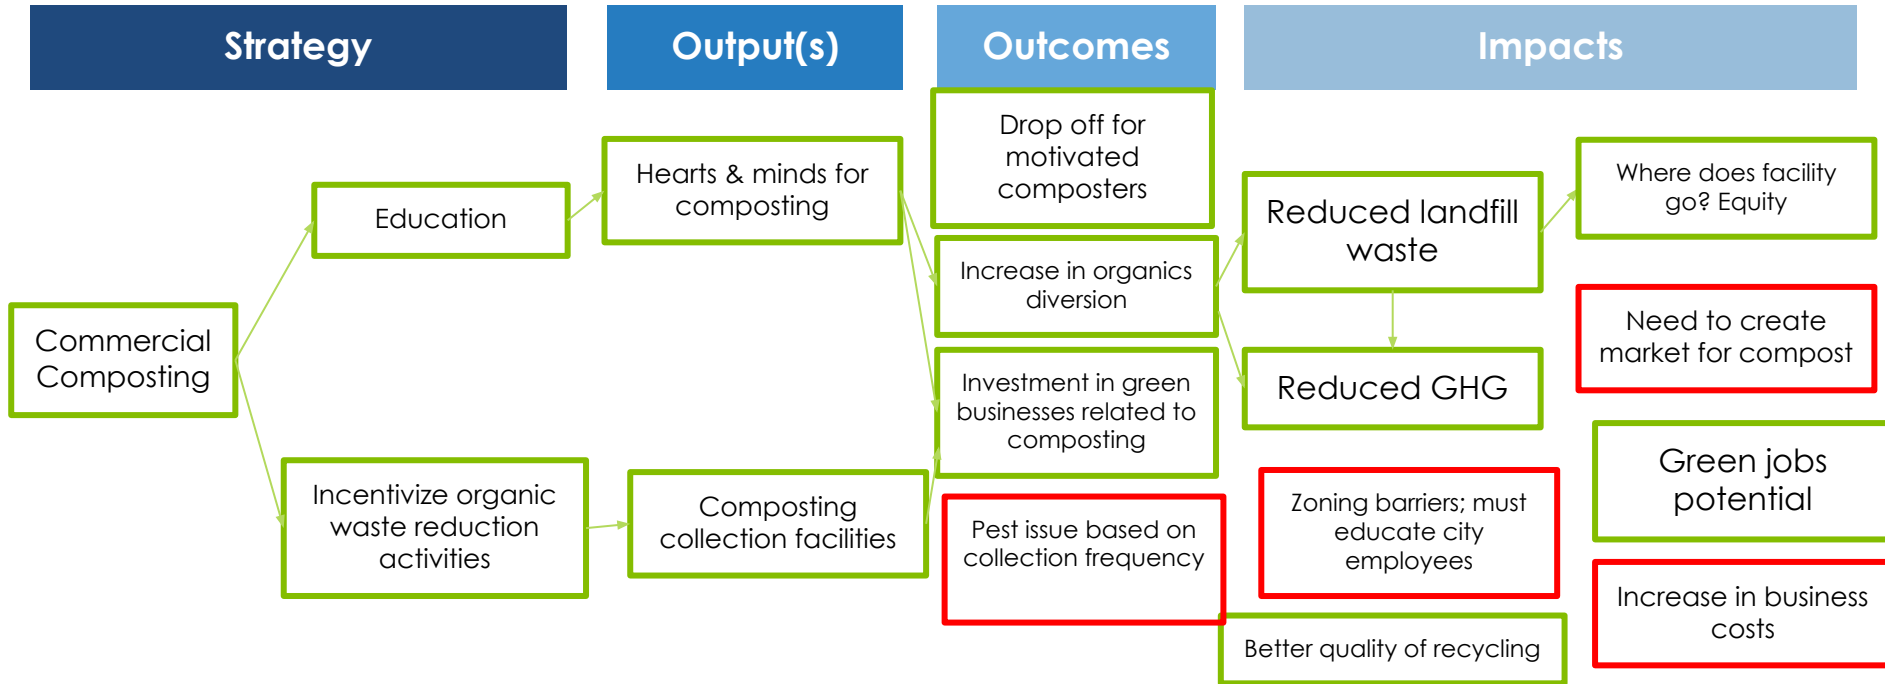 Strategy
Output(s)
Outcomes
Impacts
Commercial
Composting
Education
Incentivize organic
waste reduction
activities
Hearts & minds for
composting
Composting
collection facilities
Drop off for
motivated
composters
Increase in organics
diversion
Investment in green
businesses related to
composting
Pest issue based on
collection frequency
Reduced landfill
waste
Reduced GHG
Zoning barriers; must
educate city
employees
Better quality of recycling
Where does facility
go? Equity
Need to create
market for compost
Green jobs
potential
Increase in business
costs